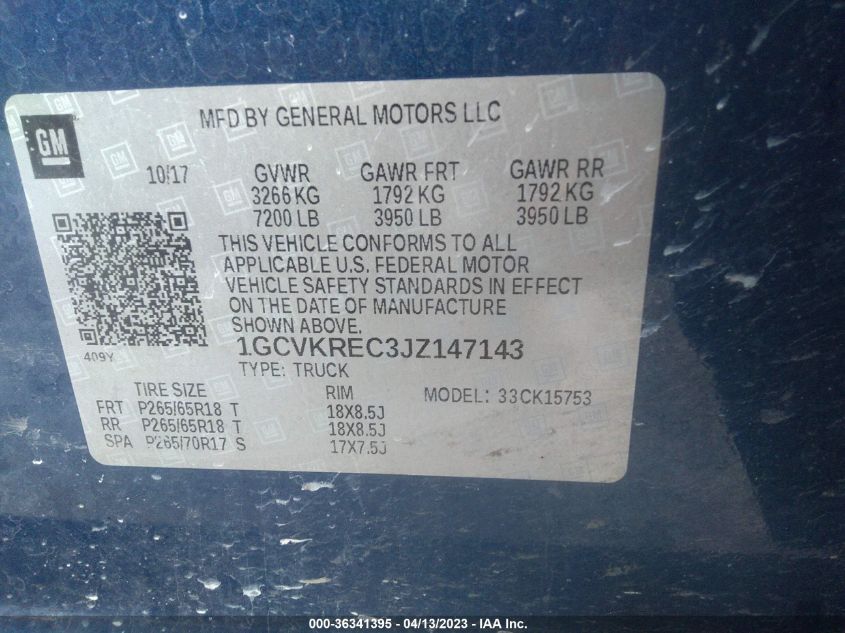 MFD BY GENERAL MOTORS LLC
GM
10/17 GVWR GAWR FRT GAWR RR
3266 KG 1792 KG 1792 KG
7200 LB 3950 LB 3950 LB
THIS VEHICLE CONFORMS TO ALL
APPLICABLE U.S. FEDERAL MOTOR
VEHICLE SAFETY STANDARDS IN EFFECT
ON THE DATE OF MANUFACTURE
SHOWN ABOVE.
409Y
1GCVKREC3JZ147143
TYPE: TRUCK
TIRE SIZE RIM MODEL: 33CK15753
FRT P265/65R18 T 18X8.5J
RR P265/65R18 T 18X8.5J
SPA P265/70R17 S 17X7.5J
000-36341395 - 04/13/2023 - IAA Inc.